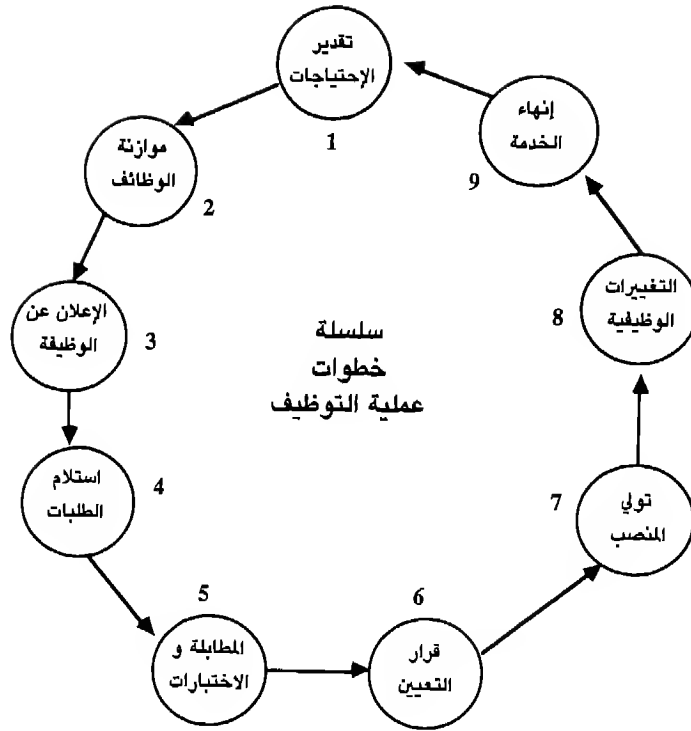 تقدير
الإحتياجات
1
موازنة
الوظائف
2
الإعلان عن
الوظيفة
3
استلام
الطلبات
4
المطابلة و
الاختبارات
5
قرار
التعيين
6
تولي
المنصب
7
التغييرات
الوظيفية
8
إنهاء
الخدمة
9
سلسلة
خطوات
عملية التوظيف